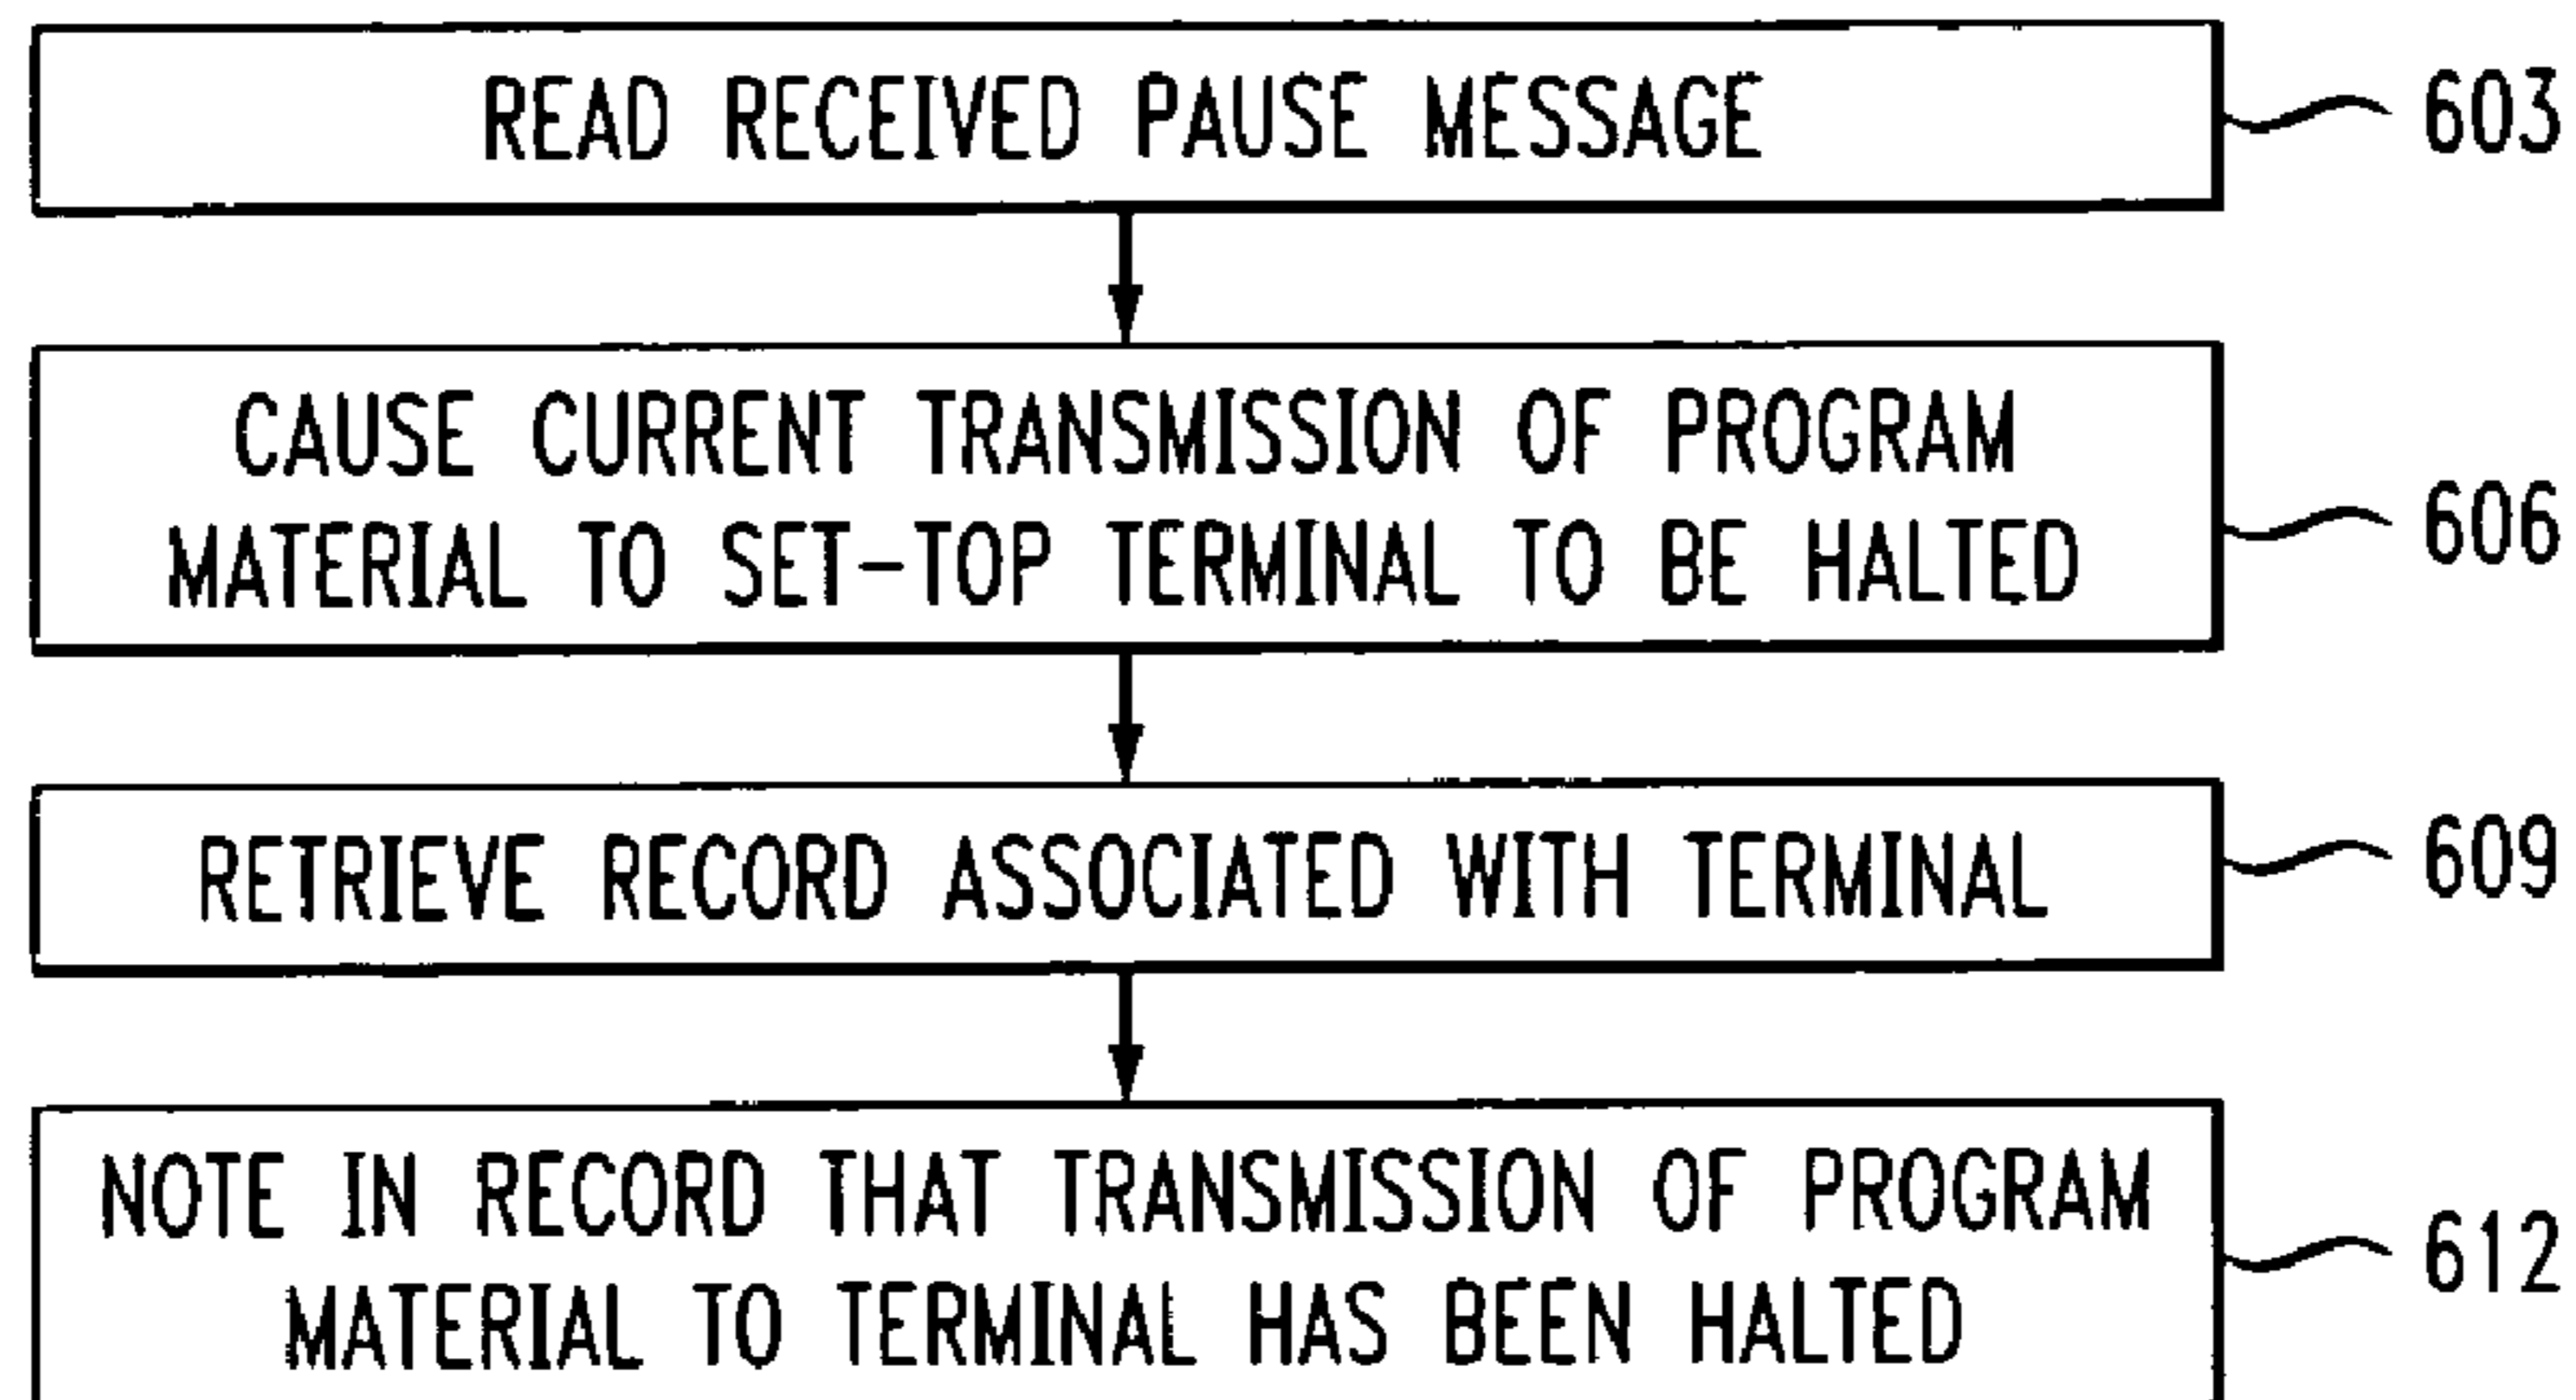 READ RECEIVED PAUSE MESSAGE
603
CAUSE CURRENT TRANSMISSION OF PROGRAM
MATERIAL TO SET-TOP TERMINAL TO BE HALTED
606
RETRIEVE RECORD ASSOCIATED WITH TERMINAL
609
NOTE IN RECORD THAT TRANSMISSION OF PROGRAM
MATERIAL TO TERMINAL HAS BEEN HALTED
612